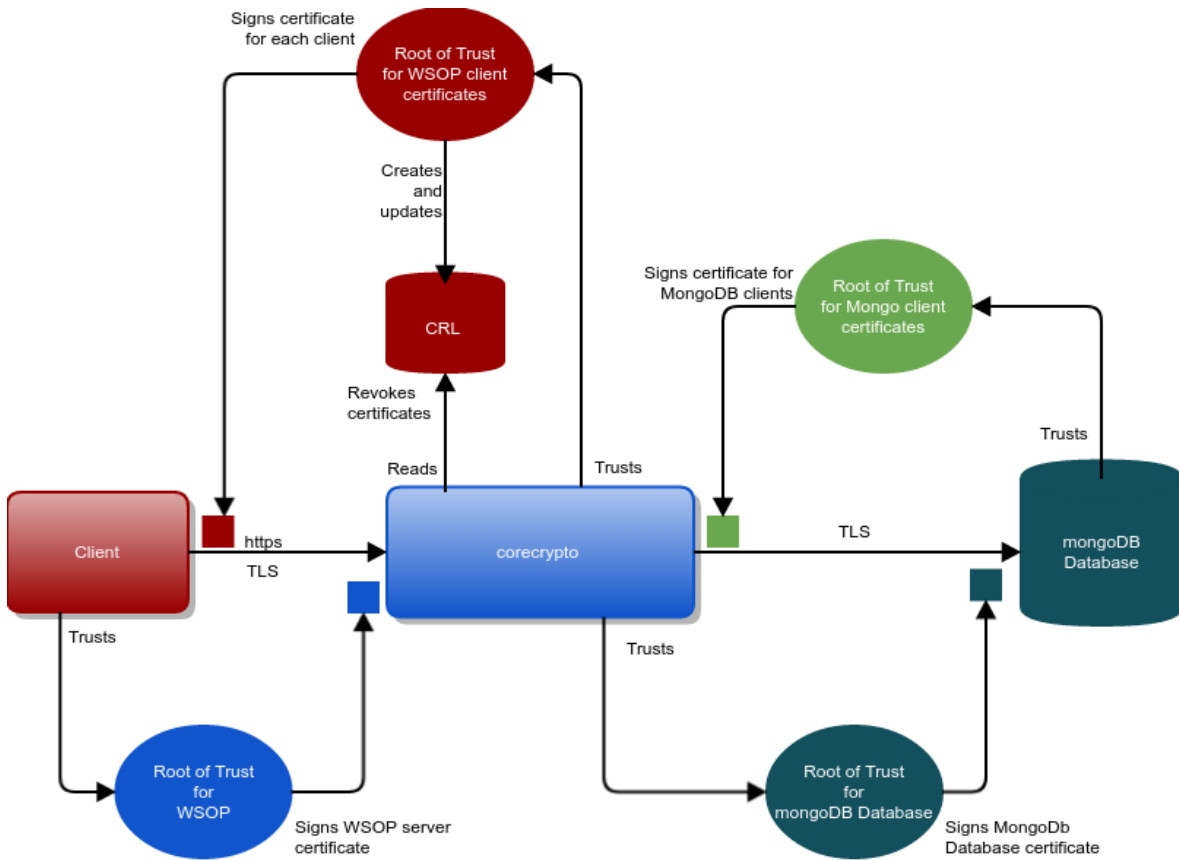 Signs certificate
for each client
Root of Trust
for WSOP client
certificates
Creates
and
updates
CRL
Revokes
certificates
Reads
Trusts
Signs certificate for
MongoDB clients
Root of Trust
for Mongo client
certificates
Trusts
Client
https
TLS
corecrypto
TLS
mongoDB
Database
Trusts
Trusts
Root of Trust
for
WSOP
Signs WSOP server
certificate
Root of Trust
for
mongoDB Database
Signs MongoDb
Database certificate